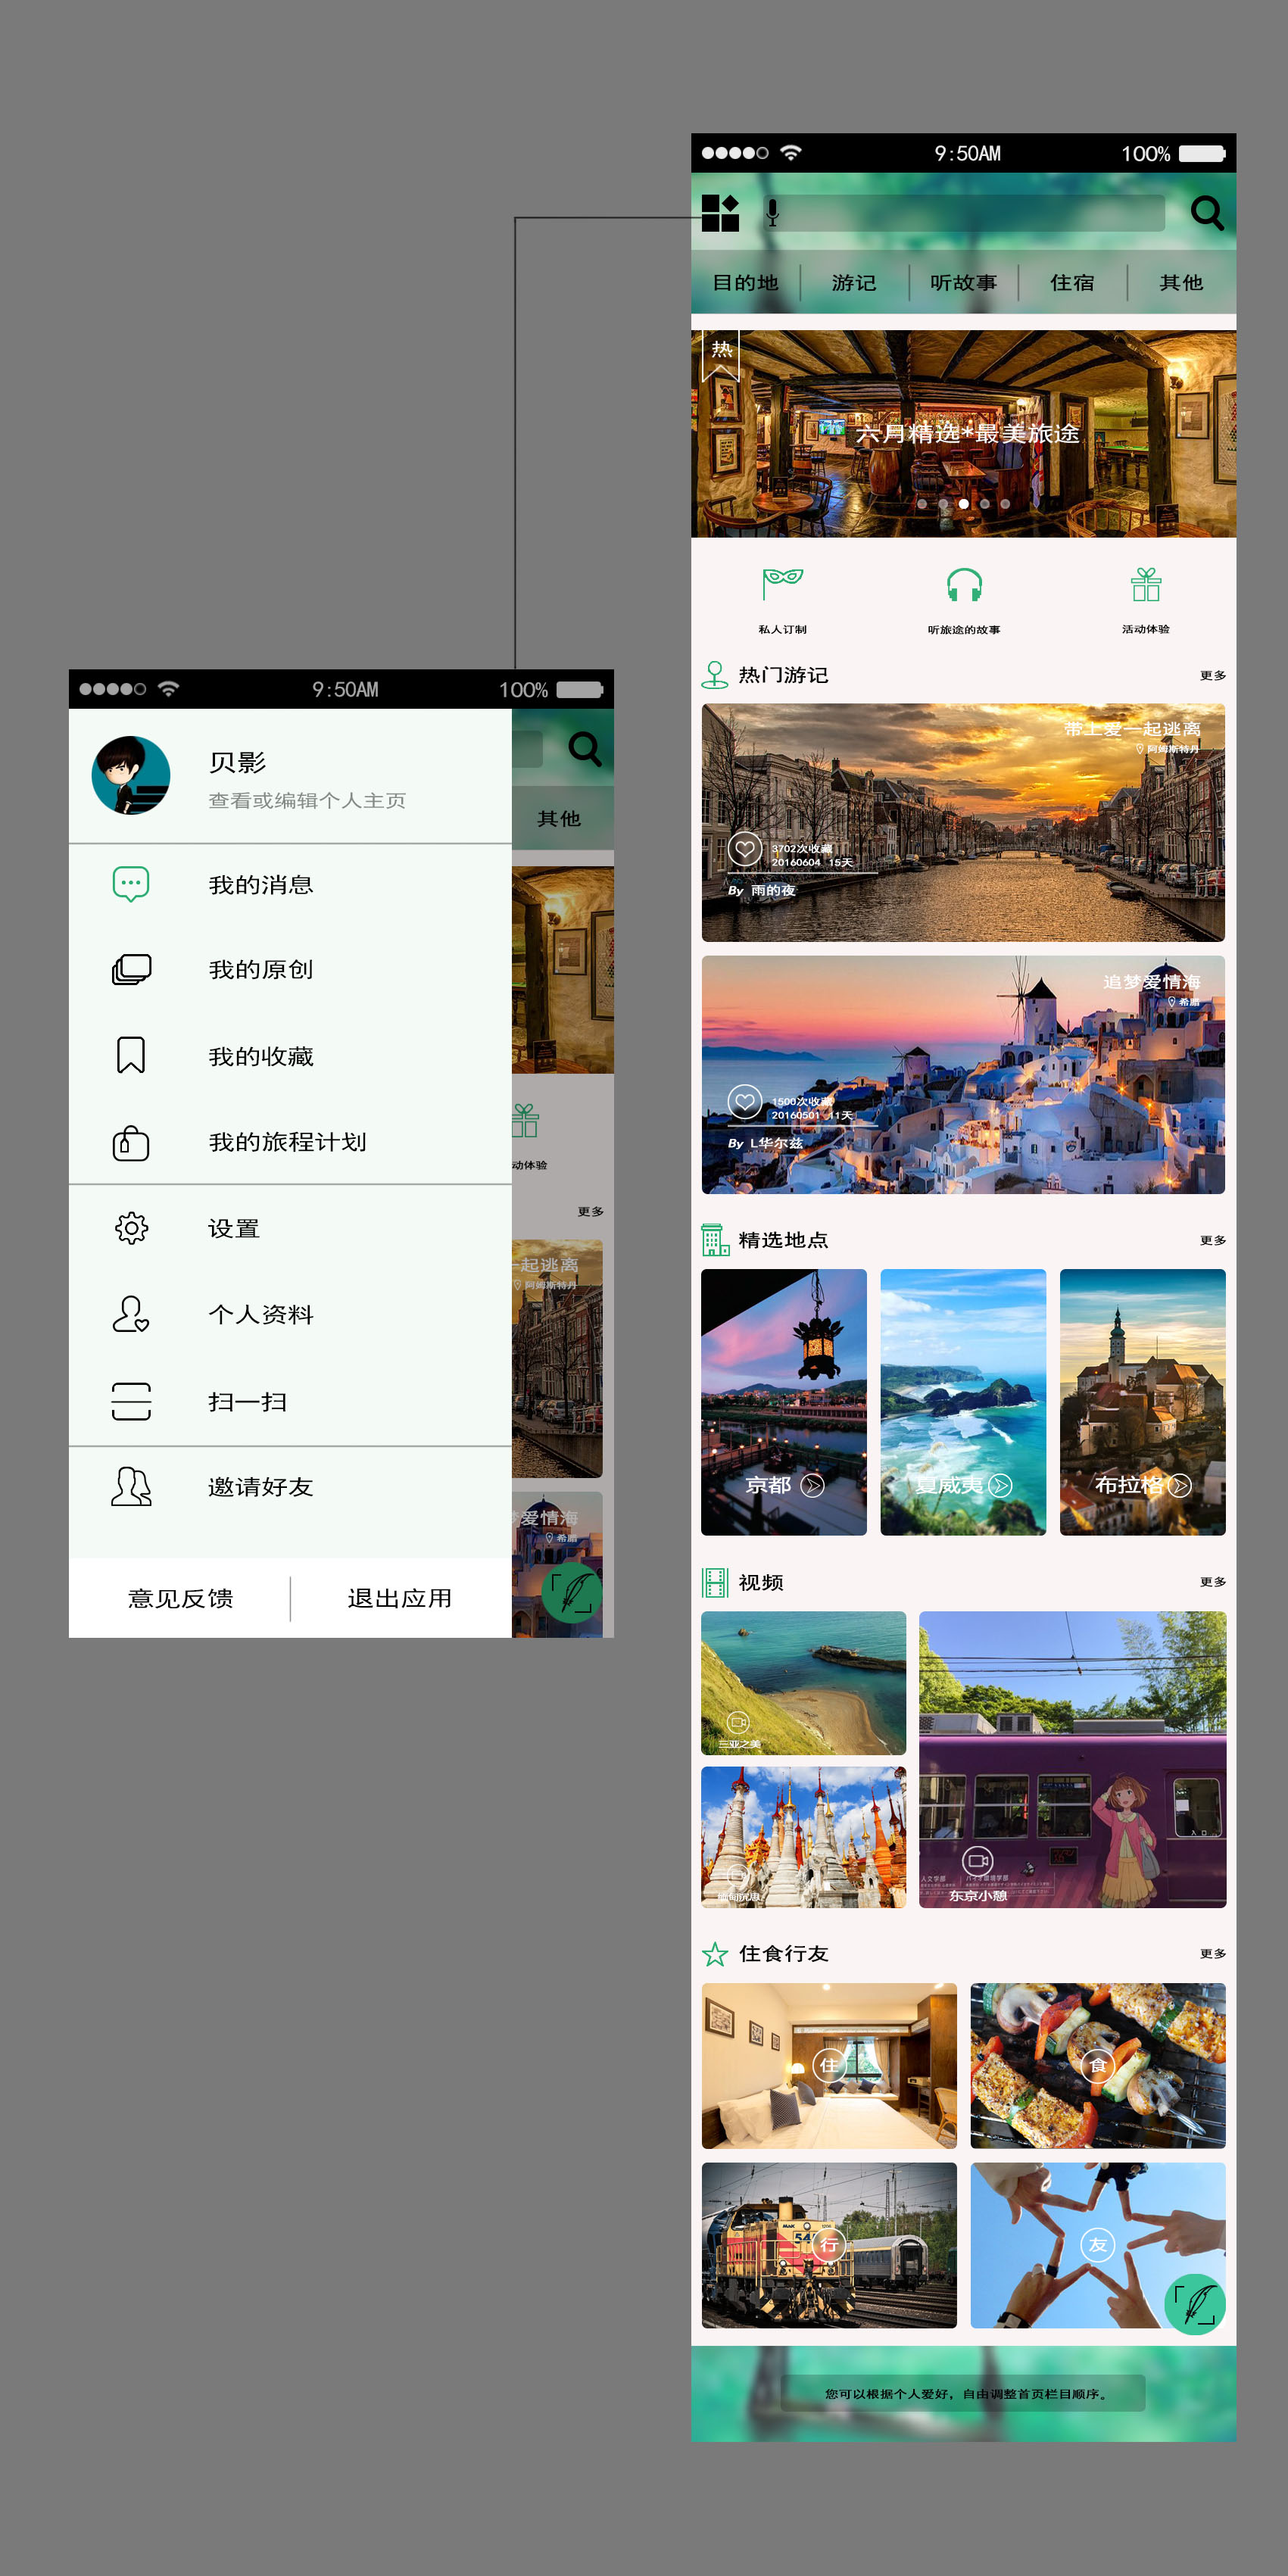 9:50AM
100%
目的地
游记
听故事
住宿
其他
热
六月精选*最美旅途
私人订制
听旅途的故事
活动体验
热门游记
更多
带上爱一起逃离
阿姆斯特丹
3702次收藏
20160604 15天
By 雨的夜
追梦爱情海
希腊
1500次收藏
20160501 11天
By L华尔兹
精选地点
更多
京都
夏威夷
布拉格
视频
更多
三亚之美
东京小憩
住食行友
更多
住
食
行
友
您可以根据个人爱好，自由调整首页栏目顺序。
9:50AM
100%
贝影
查看或编辑个人主页
我的消息
我的原创
我的收藏
我的旅程计划
设置
个人资料
扫一扫
邀请好友
意见反馈
退出应用
其他
动体验
更多
一起逃离
阿姆斯特丹
梦爱情海
希腊